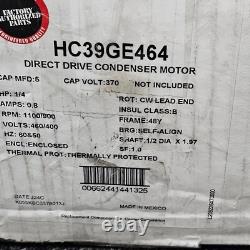 FACTORY
AUTHORIZED
PARTS
HC39GE464
DIRECT DRIVE CONDENSER MOTOR
CAP MFD:5 CAP VOLT:370 NOT INCLUDED
HP: 1/4 ROT: CW-LEAD END
AMPS: 0.8 INSUL CLASS: B
RPM: 1100/900 FRAME: 48Y
VOLTS: 460/400 BRG: SELF-ALIGN
HZ: 60&50 SHAFT: 1/2 DIA X 1.97
ENCL: ENCLOSED SF: 1.0
THERMAL PROT: THERMALLY PROTECTED
MADE IN MEXICO